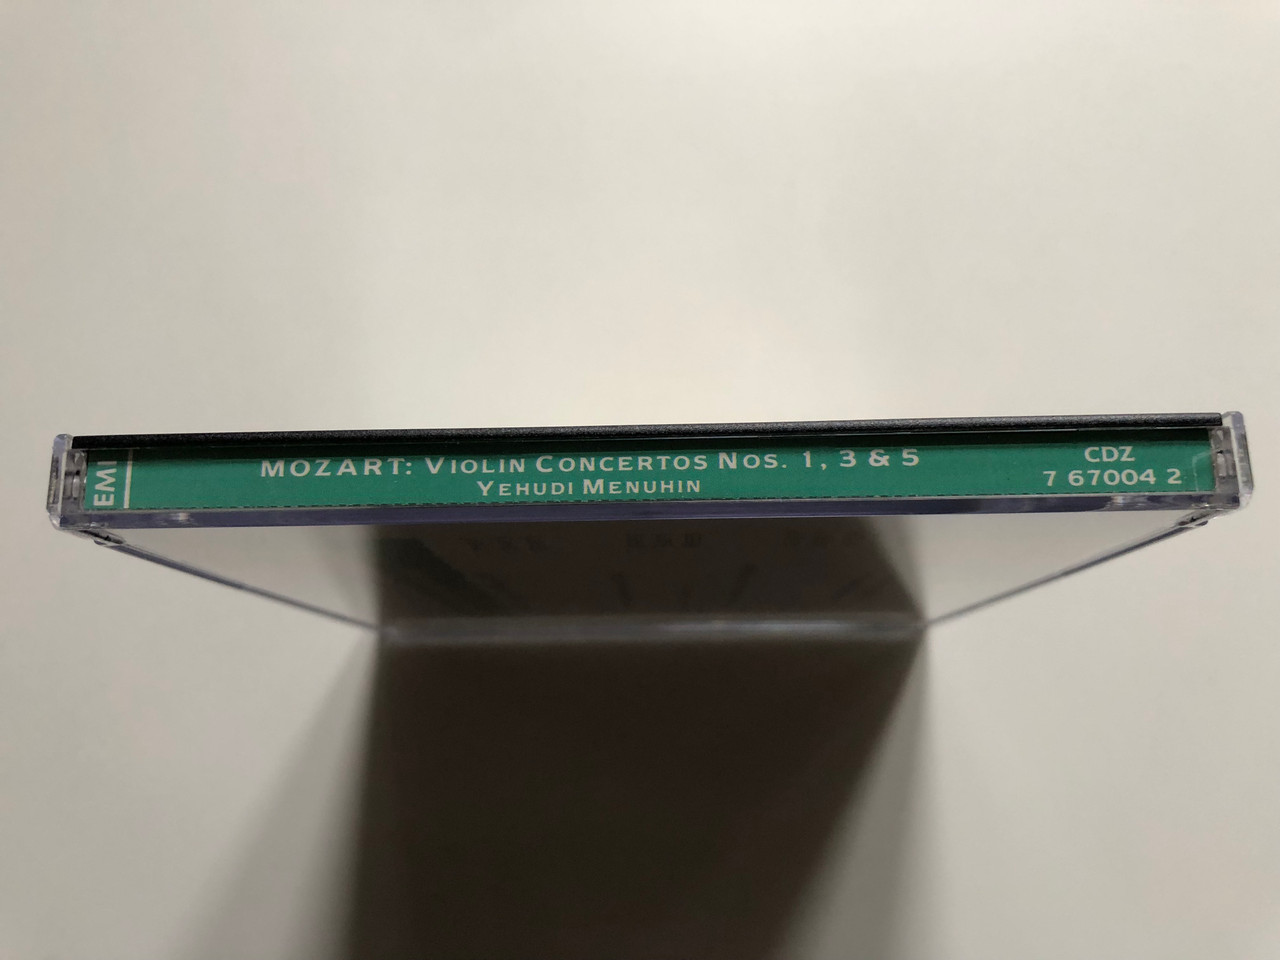 EMI
MOZART: VIOLIN CONCERTOS NOS. 1, 3 & 5
YEHUDI MENUHIN
CDZ
7 67004 2